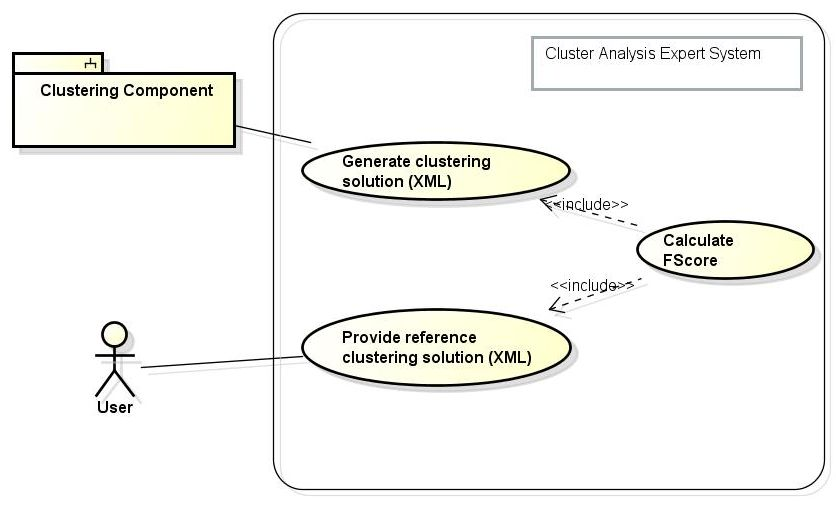 Cluster Analysis Expert System
Clustering Component
Generate clustering
solution (XML)
<<include>>
Calculate
FScore
<<include>>
Provide reference
clustering solution (XML)
User